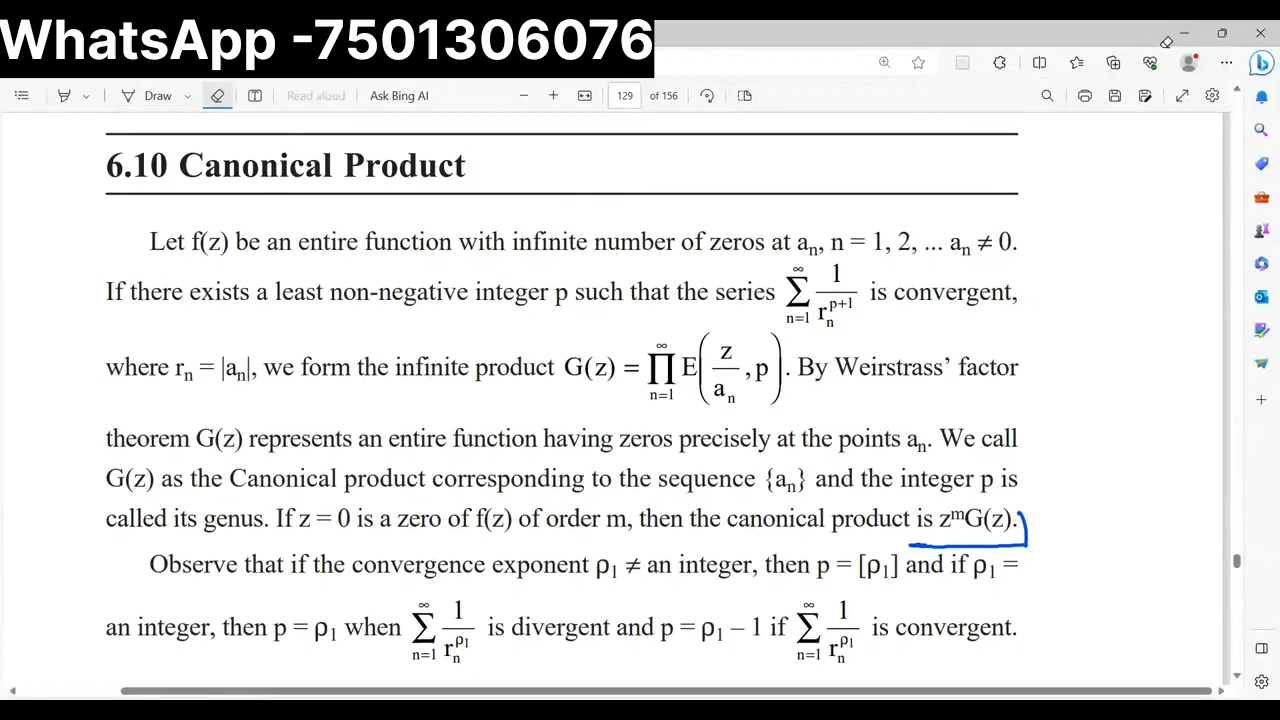 WhatsApp -7501306076
Draw
Read aloud
Ask Bing AI
129 of 156
6.10 Canonical Product
Let f(z) be an entire function with infinite number of zeros at aₙ, n = 1, 2, ... aₙ ≠ 0.
If there exists a least non-negative integer p such that the series ∑_{n=1}^{∞} 1/r_n^{p+1} is convergent,
where rₙ = |aₙ|, we form the infinite product G(z) = ∏_{n=1}^{∞} E(z/aₙ, p). By Weirstrass’ factor
theorem G(z) represents an entire function having zeros precisely at the points aₙ. We call
G(z) as the Canonical product corresponding to the sequence {aₙ} and the integer p is
called its genus. If z = 0 is a zero of f(z) of order m, then the canonical product is zᵐG(z).
Observe that if the convergence exponent ρ₁ ≠ an integer, then p = [ρ₁] and if ρ₁ =
an integer, then p = ρ₁ when ∑_{n=1}^{∞} 1/r_n^{ρ₁} is divergent and p = ρ₁ – 1 if ∑_{n=1}^{∞} 1/r_n^{ρ₁} is convergent.